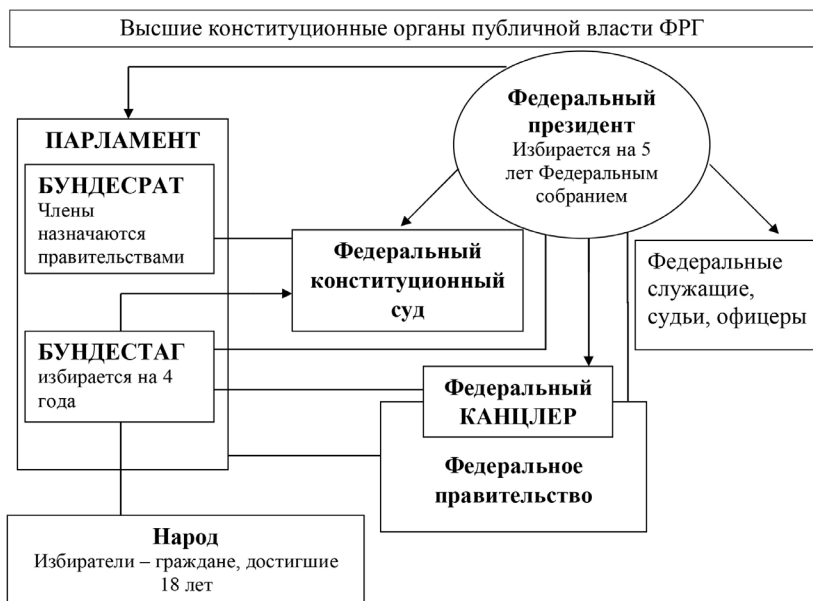 Высшие конституционные органы публичной власти ФРГ
Федеральный
президент
Избирается на 5
лет Федеральным
собранием
ПАРЛАМЕНТ
БУНДЕСРАТ
Члены
назначаются
правительствами
Федеральный
конституционный
суд
Федеральные
служащие,
судьи, офицеры
БУНДЕСТАГ
избирается на 4
года
Федеральный
КАНЦЛЕР
Федеральное
правительство
Народ
Избиратели – граждане, достигшие
18 лет